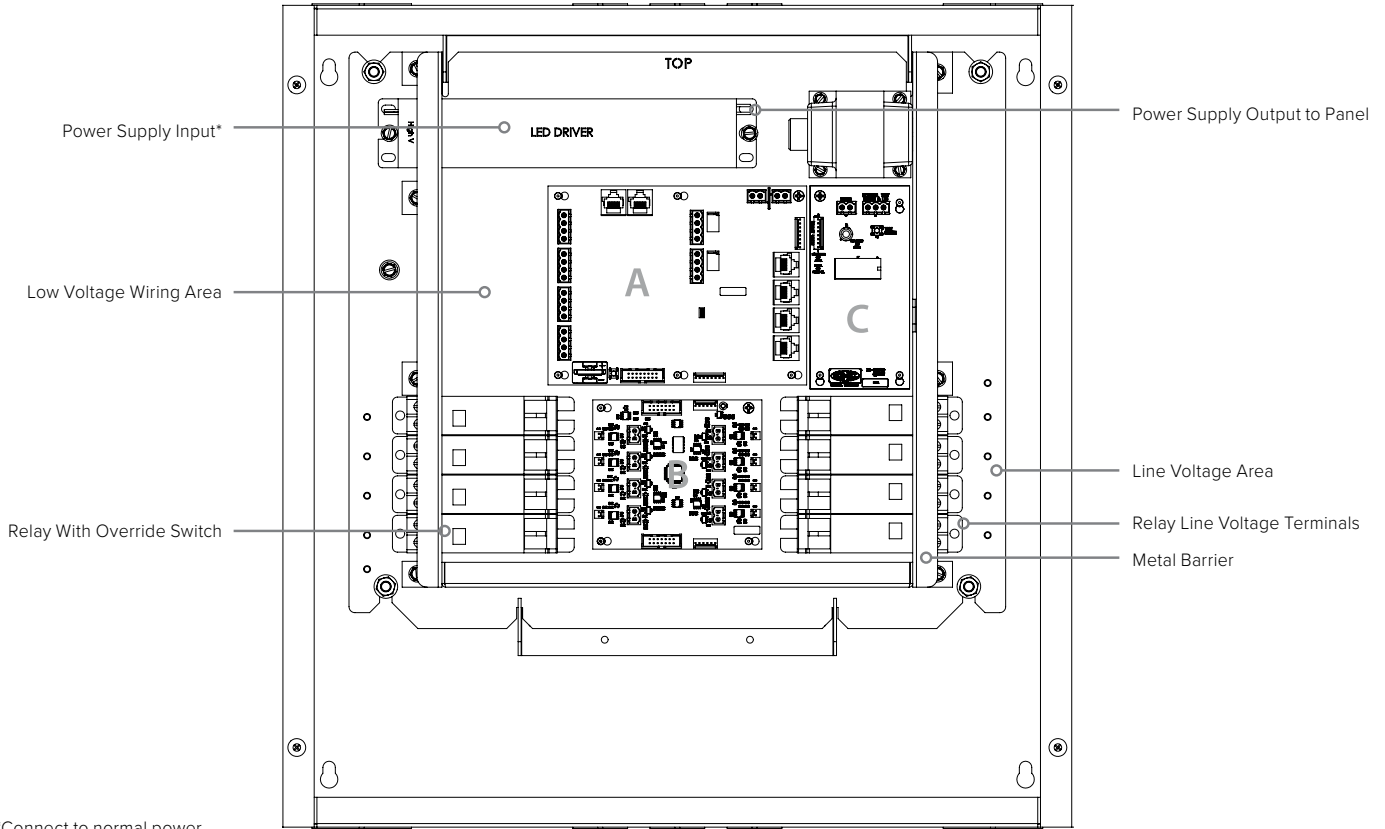 TOP
Power Supply Output to Panel
Power Supply Input*
LED DRIVER
Low Voltage Wiring Area
A
C
B
Line Voltage Area
Relay With Override Switch
Relay Line Voltage Terminals
Metal Barrier
Connect to normal power